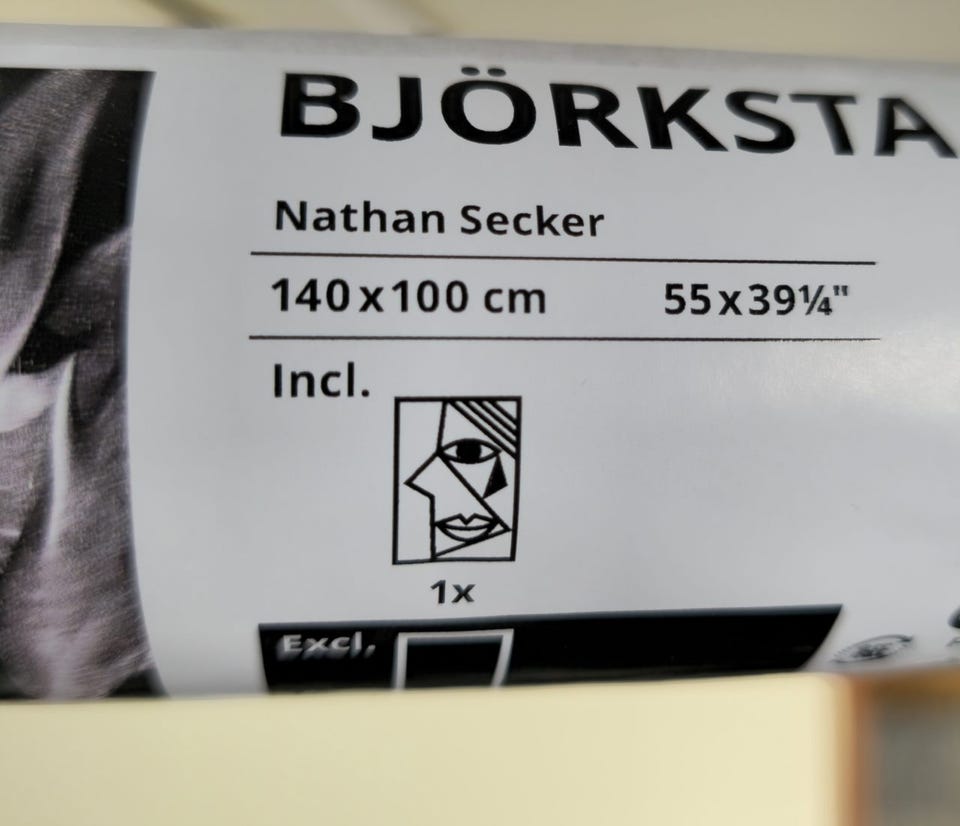 BJÖRKSTA
Nathan Secker
140x100 cm 55x39¼"
Incl.
1x
Excl.